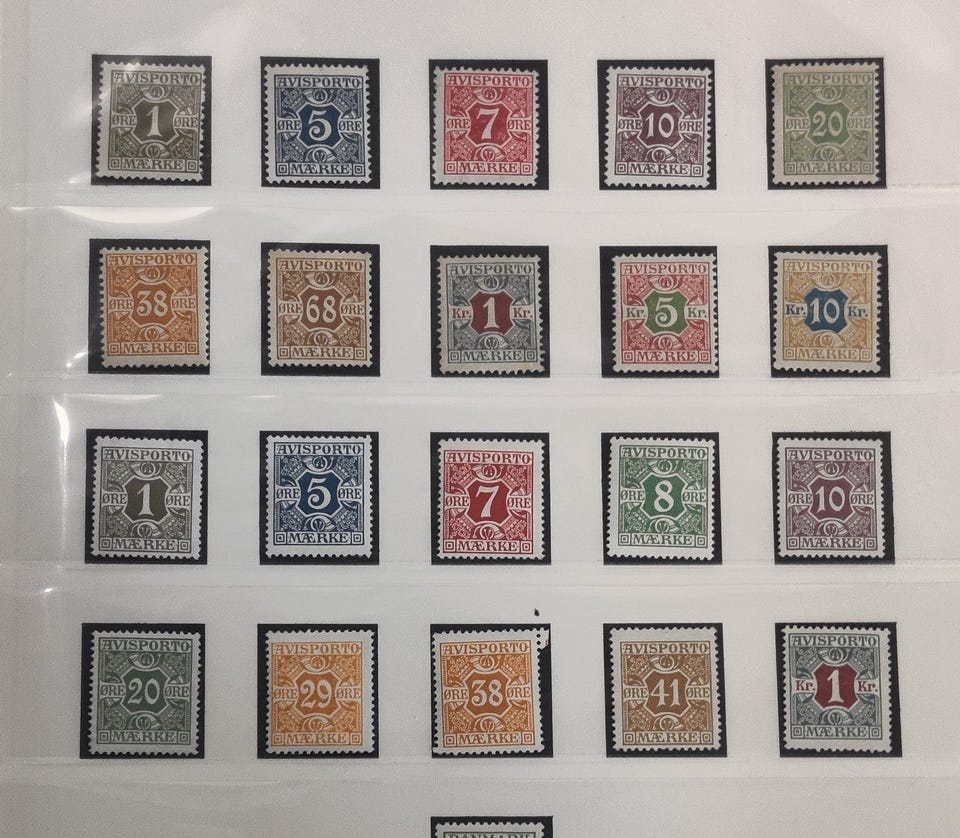 AVISPORTO
ØRE 1 ØRE
MÆRKE
AVISPORTO
ØRE 5 ØRE
MÆRKE
AVISPORTO
ØRE 7 ØRE
MÆRKE
AVISPORTO
ØRE 10 ØRE
MÆRKE
AVISPORTO
ØRE 20 ØRE
MÆRKE
AVISPORTO
ØRE 38 ØRE
MÆRKE
AVISPORTO
ØRE 68 ØRE
MÆRKE
AVISPORTO
Kr. 1 Kr.
MÆRKE
AVISPORTO
Kr. 5 Kr.
MÆRKE
AVISPORTO
Kr. 10 Kr.
MÆRKE
AVISPORTO
ØRE 1 ØRE
MÆRKE
AVISPORTO
ØRE 5 ØRE
MÆRKE
AVISPORTO
ØRE 7 ØRE
MÆRKE
AVISPORTO
ØRE 8 ØRE
MÆRKE
AVISPORTO
ØRE 10 ØRE
MÆRKE
AVISPORTO
ØRE 20 ØRE
MÆRKE
AVISPORTO
ØRE 29 ØRE
MÆRKE
AVISPORTO
ØRE 38 ØRE
MÆRKE
AVISPORTO
ØRE 41 ØRE
MÆRKE
AVISPORTO
Kr. 1 Kr.
MÆRKE